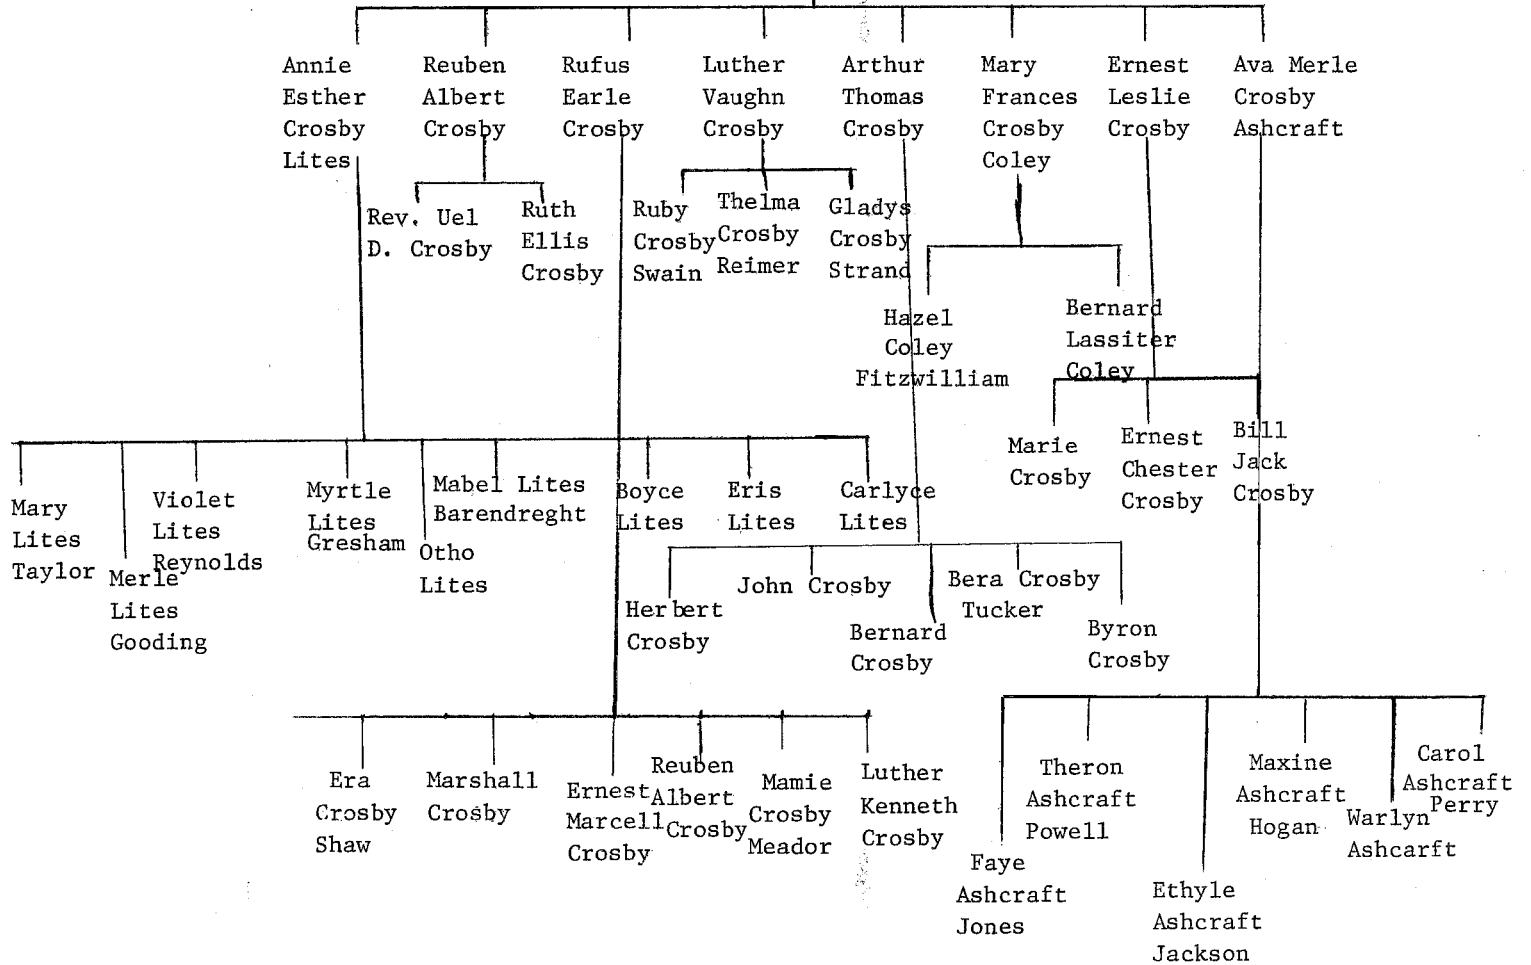 Annie
Esther
Crosby
Lites
Reuben
Albert
Crosby
Rufus
Earle
Crosby
Luther
Vaughn
Crosby
Arthur
Thomas
Crosby
Mary
Frances
Crosby
Coley
Ernest
Leslie
Crosby
Ava Merle
Crosby
Ashcraft
Rev. Uel
D. Crosby
Ruth
Ellis
Crosby
Ruby
Crosby
Swain
Thelma
Crosby
Reimer
Gladys
Crosby
Strand
Hazel
Coley
Fitzwilliam
Bernard
Lassiter
Coley
Marie
Crosby
Ernest
Chester
Crosby
Bill
Jack
Crosby
Mary
Lites
Taylor
Merle
Lites
Gooding
Violet
Lites
Reynolds
Myrtle
Lites
Gresham
Otho
Lites
Mabel Lites
Barendreght
Boyce
Lites
Eris
Lites
Carlyce
Lites
Herbert
Crosby
John Crosby
Bernard
Crosby
Bera Crosby
Tucker
Byron
Crosby
Era
Crosby
Shaw
Marshall
Crosby
Ernest
Marcell
Crosby
Reuben
Albert
Crosby
Mamie
Crosby
Meador
Luther
Kenneth
Crosby
Faye
Ashcraft
Jones
Theron
Ashcraft
Powell
Ethyle
Ashcraft
Jackson
Maxine
Ashcraft
Hogan
Warlyn
Ashcarft
Carol
Ashcraft
Perry